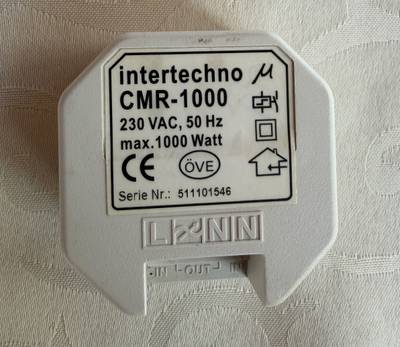 intertechno μ
CMR-1000
230 VAC, 50 Hz
max.1000 Watt
CE ÖVE
Serie Nr.: 511101546
L N N
IN OUT IN